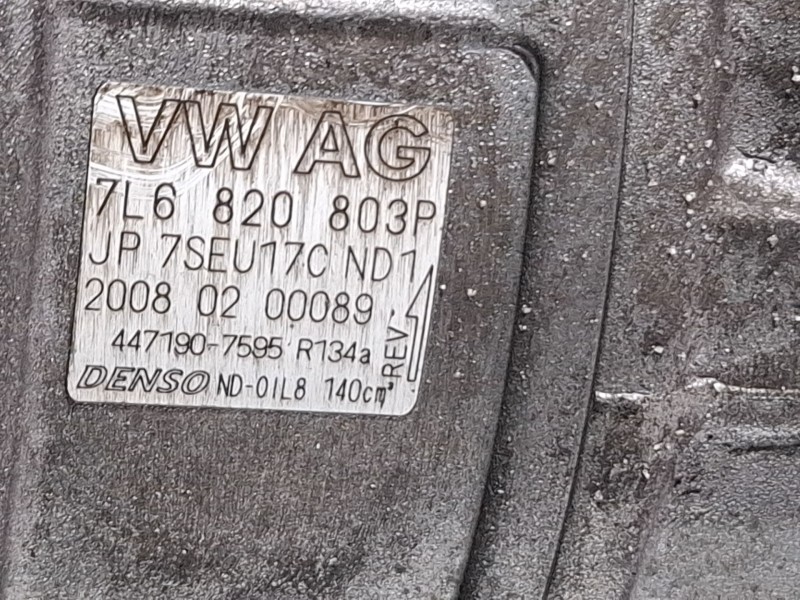 VW AG
7L6 820 803P
JP 7SEU17C ND1
2008 02 00089
447190-7595 R134a
REV
DENSO ND-OIL8 140cm³